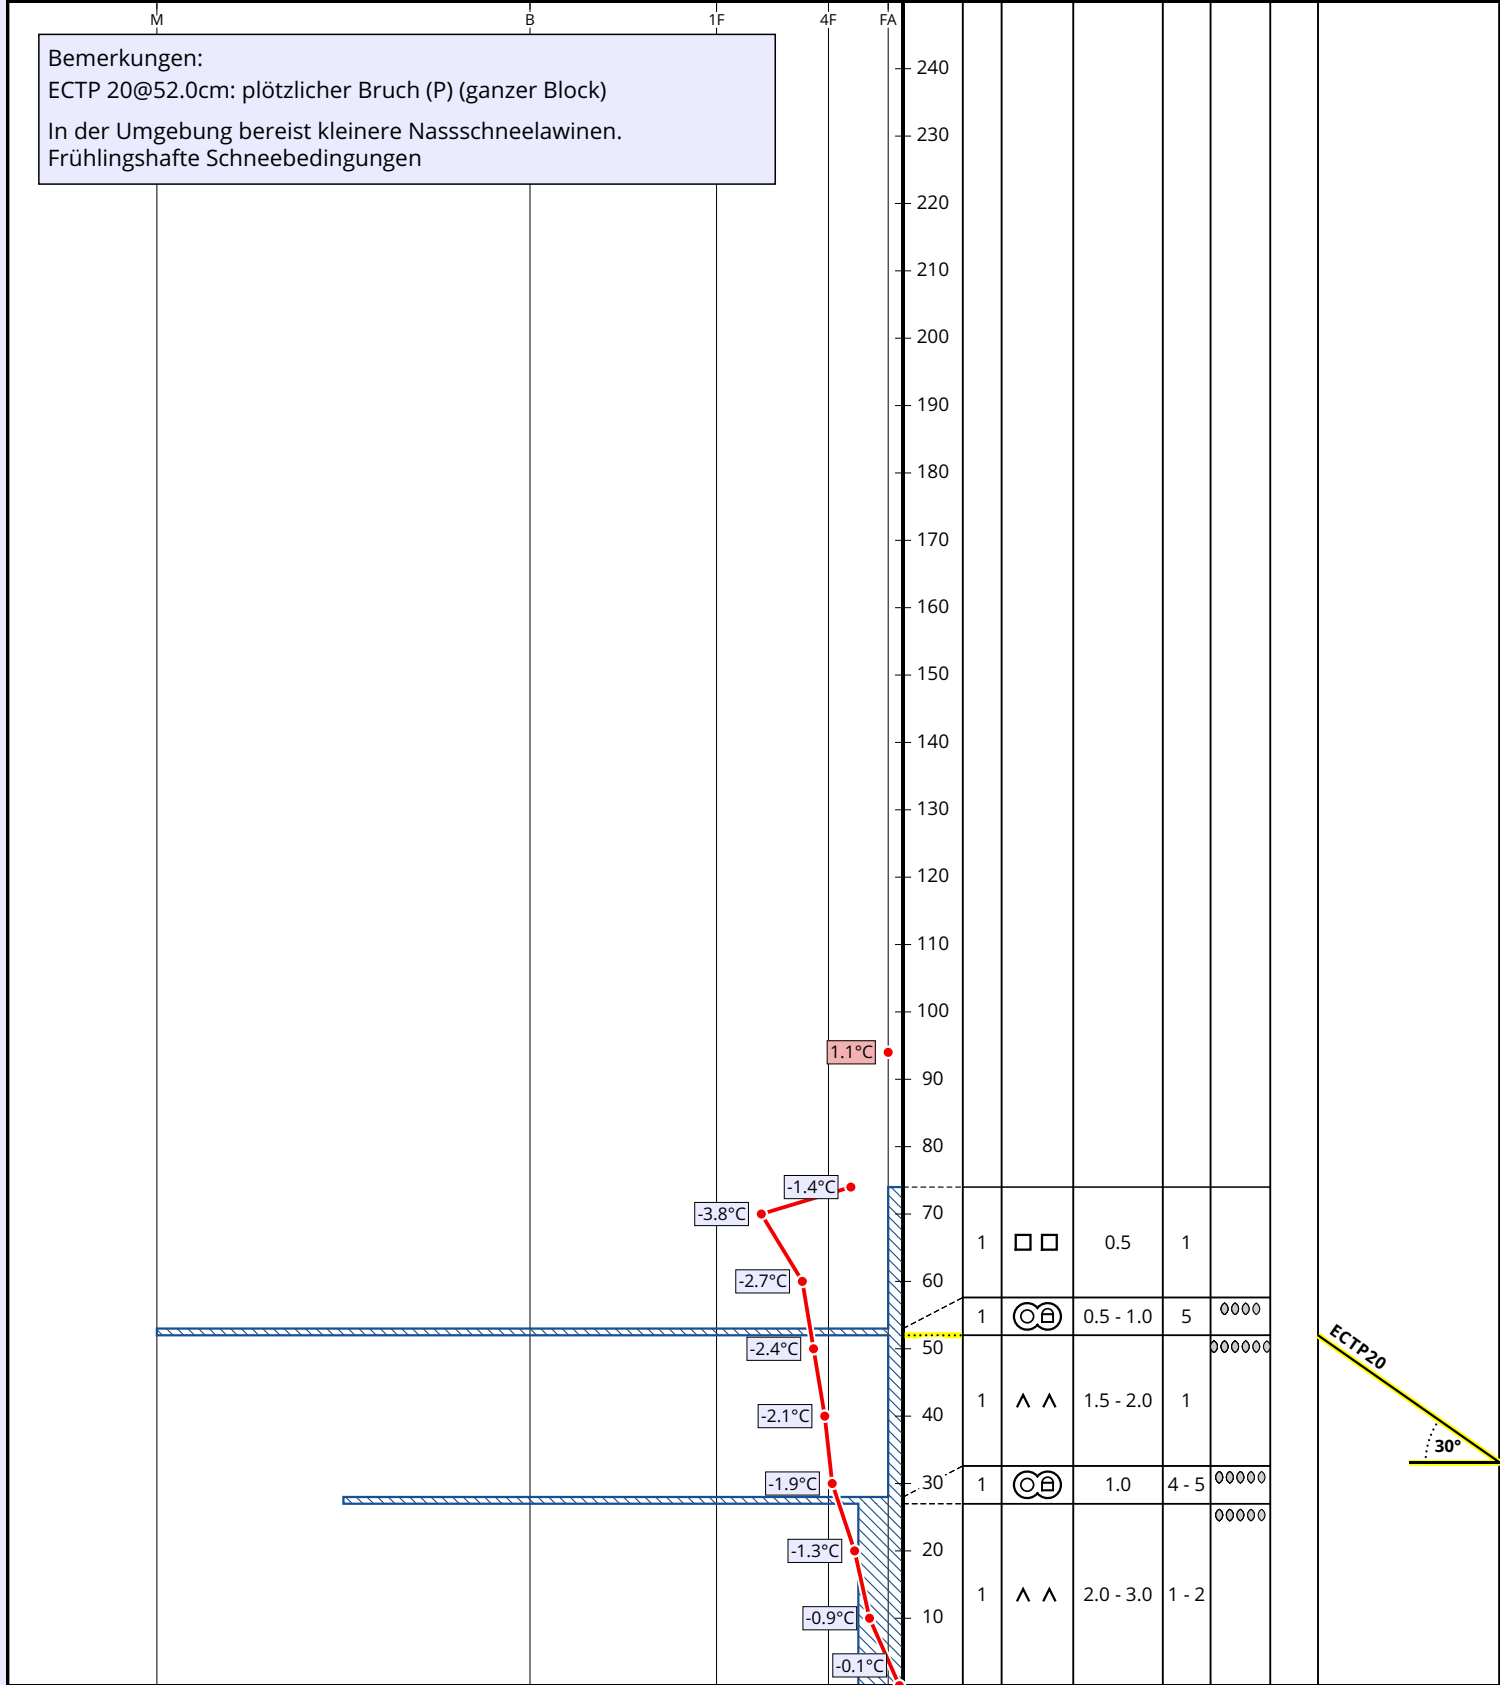 M B 1F 4F FA
Bemerkungen:
ECTP 20@52.0cm: plötzlicher Bruch (P) (ganzer Block)
In der Umgebung bereist kleinere Nassschneelawinen.
Frühlingshafte Schneebedingungen
240
230
220
210
200
190
180
170
160
150
140
130
120
110
100
1.1°C
90
80
-1.4°C
-3.8°C 70
1 0.5 1
-2.7°C 60
1 0.5 - 1.0 5
-2.4°C 50
ECTP20
1 1.5 - 2.0 1
-2.1°C 40
30°
-1.9°C 30
1 1.0 4 - 5
-1.3°C 20
1 2.0 - 3.0 1 - 2
-0.9°C 10
-0.1°C